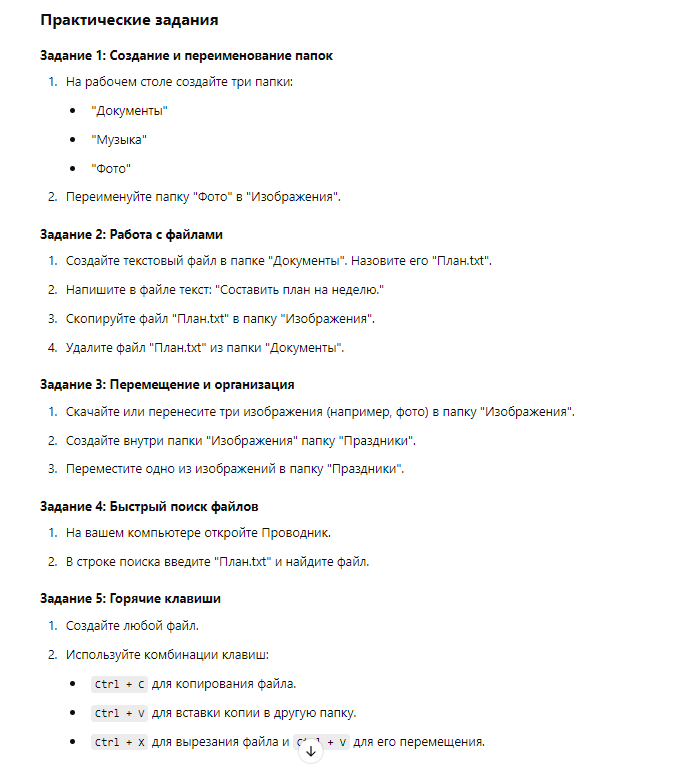 Практические задания
Задание 1: Создание и переименование папок
1. На рабочем столе создайте три папки:
• "Документы"
• "Музыка"
• "Фото"
2. Переименуйте папку "Фото" в "Изображения".
Задание 2: Работа с файлами
1. Создайте текстовый файл в папке "Документы". Назовите его "План.txt".
2. Напишите в файле текст: "Составить план на неделю."
3. Скопируйте файл "План.txt" в папку "Изображения".
4. Удалите файл "План.txt" из папки "Документы".
Задание 3: Перемещение и организация
1. Скачайте или перенесите три изображения (например, фото) в папку "Изображения".
2. Создайте внутри папки "Изображения" папку "Праздники".
3. Переместите одно из изображений в папку "Праздники".
Задание 4: Быстрый поиск файлов
1. На вашем компьютере откройте Проводник.
2. В строке поиска введите "План.txt" и найдите файл.
Задание 5: Горячие клавиши
1. Создайте любой файл.
2. Используйте комбинации клавиш:
• Ctrl + C для копирования файла.
• Ctrl + V для вставки копии в другую папку.
• Ctrl + X для вырезания файла и Ctrl + V для его перемещения.